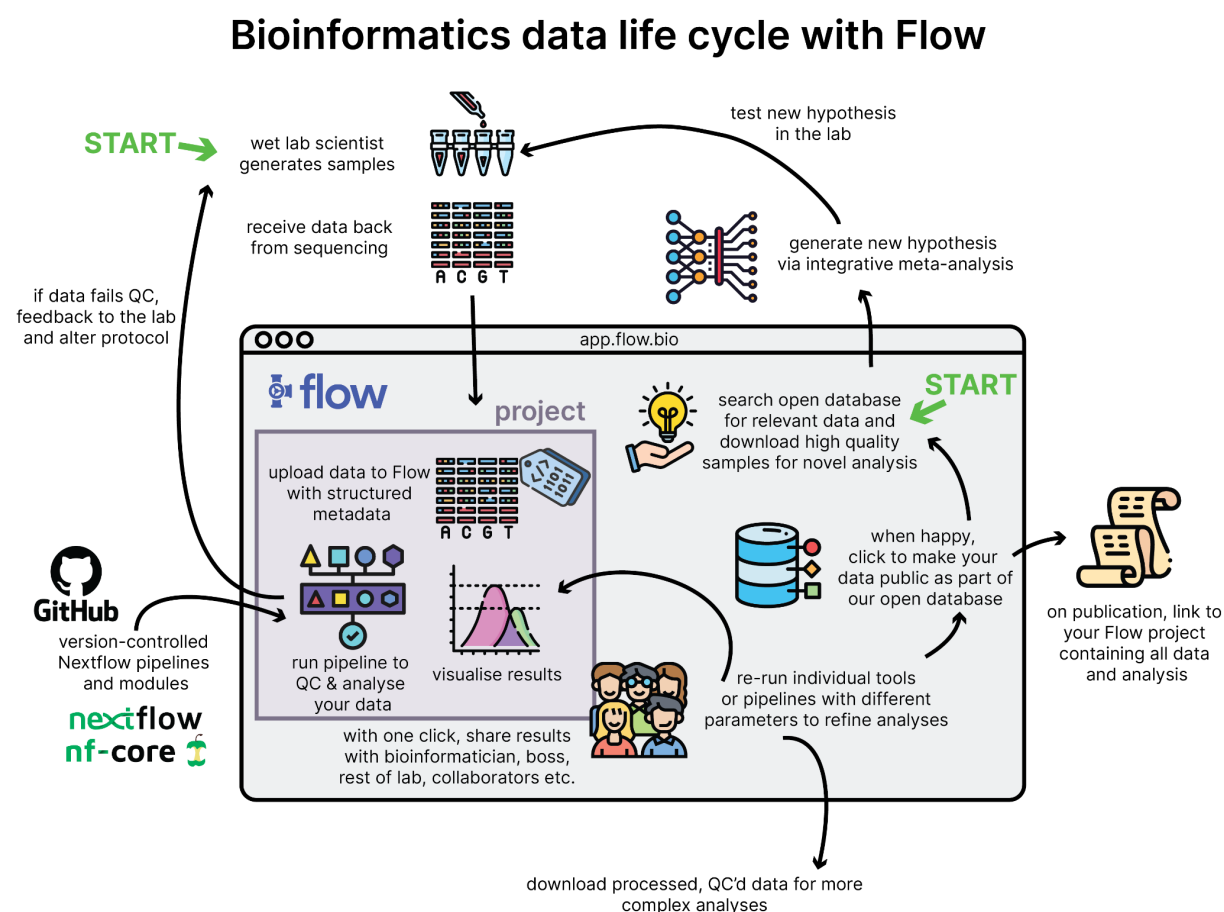 Bioinformatics data life cycle with Flow
START
wet lab scientist
generates samples
test new hypothesis
in the lab
receive data back
from sequencing
A C G T
generate new hypothesis
via integrative meta-analysis
if data fails QC,
feedback to the lab
and alter protocol
app.flow.bio
flow
project
START
search open database
for relevant data and
download high quality
samples for novel analysis
upload data to Flow
with structured
metadata
</>
1101
1011
A C G T
when happy,
click to make your
data public as part of
our open database
on publication, link to
your Flow project
containing all data
and analysis
GitHub
version-controlled
Nextflow pipelines
and modules
nextflow
nf-core
run pipeline to
QC & analyse
your data
visualise results
re-run individual tools
or pipelines with different
parameters to refine analyses
with one click, share results
with bioinformatician, boss,
rest of lab, collaborators etc.
download processed, QC'd data for more
complex analyses